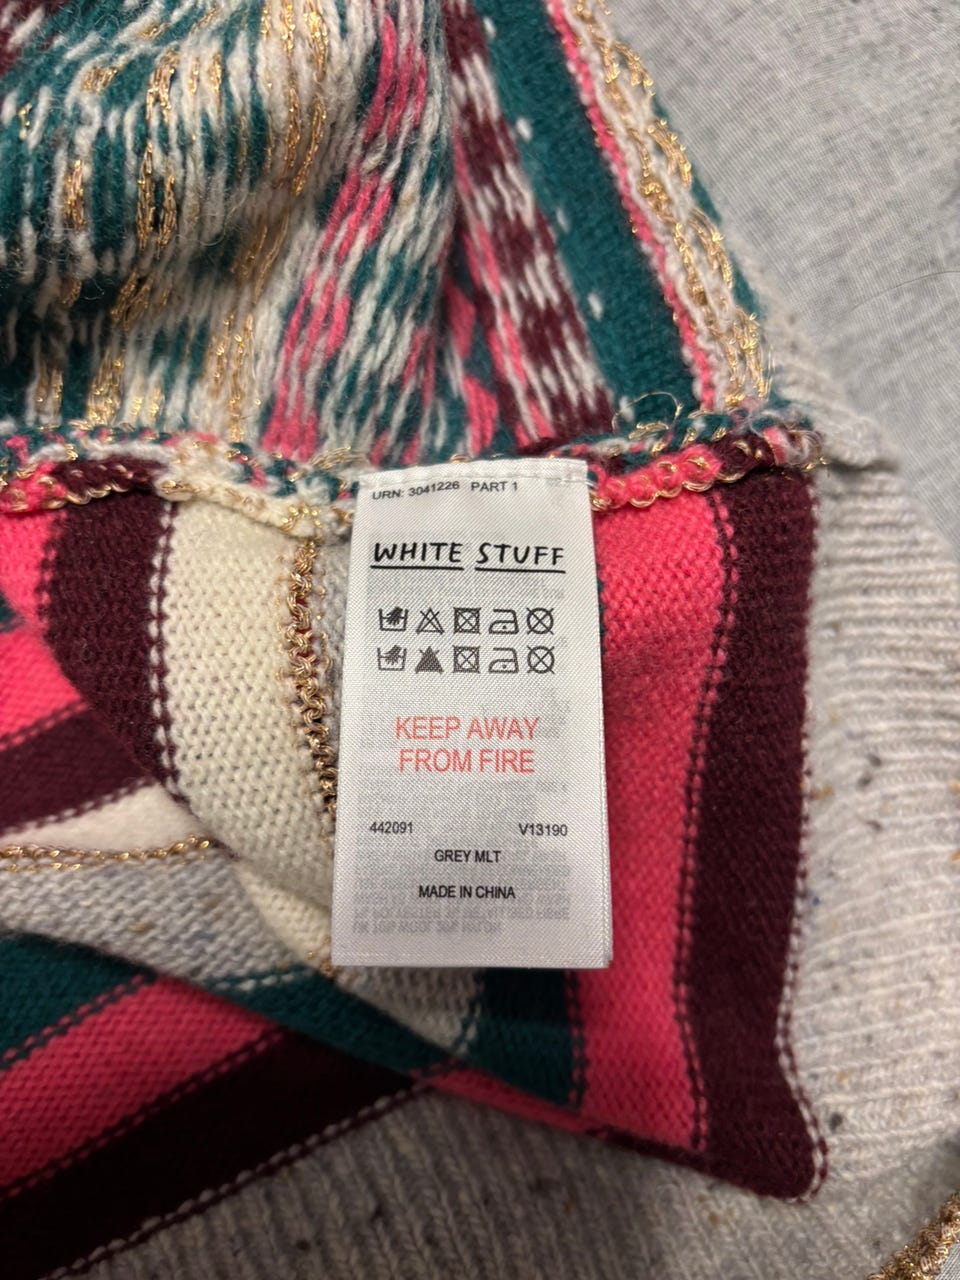 URN: 3041226 PART 1
WHITE STUFF
KEEP AWAY
FROM FIRE
442091 V13190
GREY MLT
MADE IN CHINA